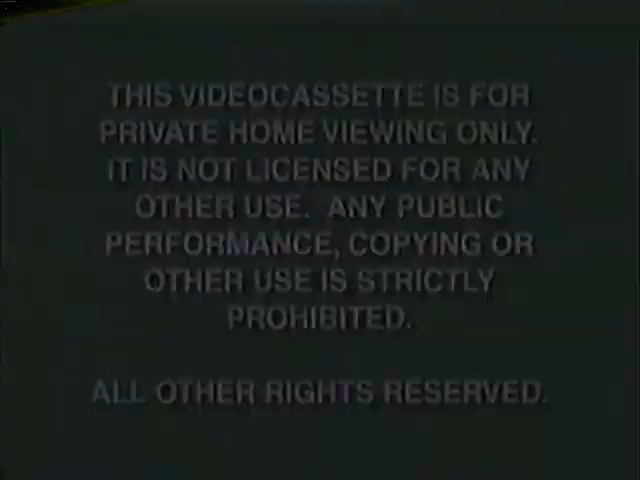 THIS VIDEOCASSETTE IS FOR
PRIVATE HOME VIEWING ONLY.
IT IS NOT LICENSED FOR ANY
OTHER USE. ANY PUBLIC
PERFORMANCE, COPYING OR
OTHER USE IS STRICTLY
PROHIBITED.
ALL OTHER RIGHTS RESERVED.